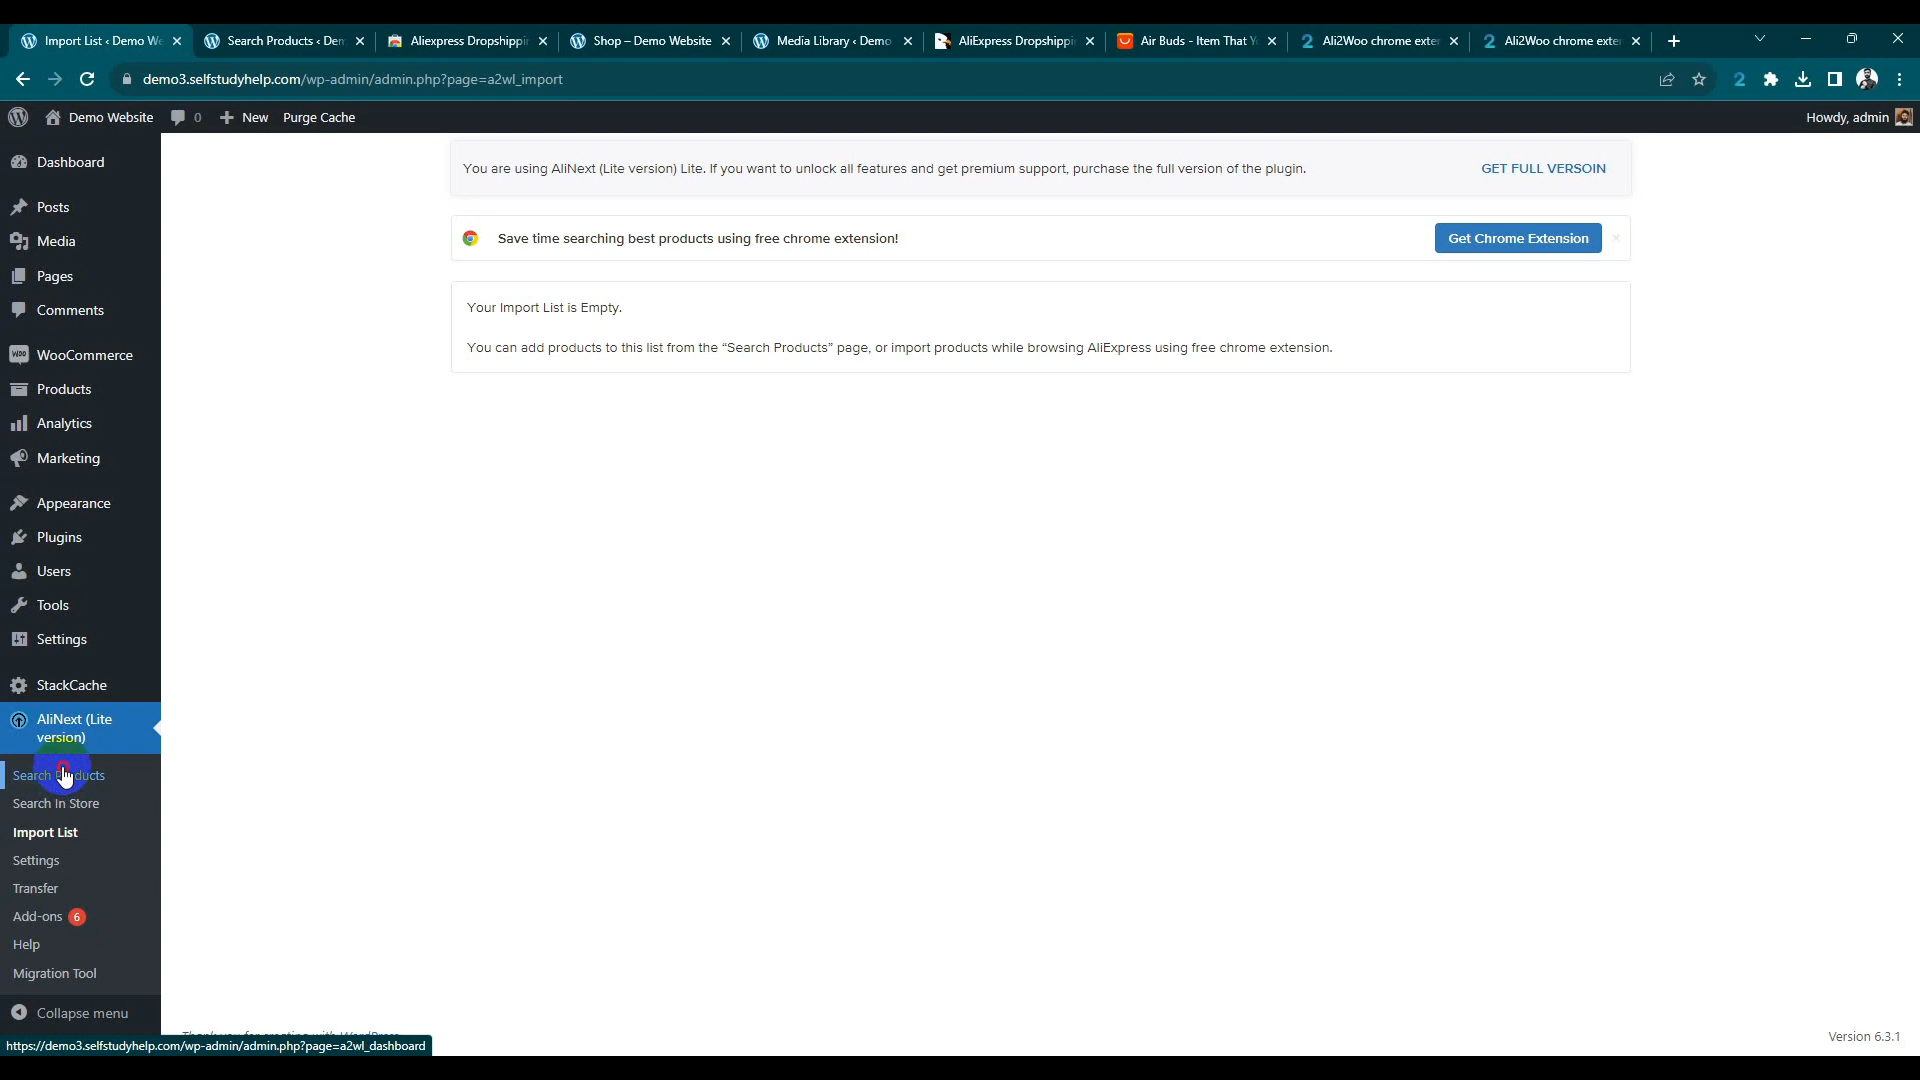 Import List ‹ Demo We
Search Products ‹ Dem
Aliexpress Dropshippin
Shop – Demo Website
Media Library ‹ Demo
AliExpress Dropshippin
Air Buds - Item That Y
Ali2Woo chrome exte
Ali2Woo chrome exte
demo3.selfstudyhelp.com/wp-admin/admin.php?page=a2wl_import
Demo Website
0
New
Purge Cache
Howdy, admin
Dashboard
Posts
Media
Pages
Comments
WooCommerce
Products
Analytics
Marketing
Appearance
Plugins
Users
Tools
Settings
StackCache
AliNext (Lite
version)
Search Products
Search In Store
Import List
Settings
Transfer
Add-ons 6
Help
Migration Tool
Collapse menu
You are using AliNext (Lite version) Lite. If you want to unlock all features and get premium support, purchase the full version of the plugin.
GET FULL VERSOIN
Save time searching best products using free chrome extension!
Get Chrome Extension
Your Import List is Empty.
You can add products to this list from the “Search Products” page, or import products while browsing AliExpress using free chrome extension.
https://demo3.selfstudyhelp.com/wp-admin/admin.php?page=a2wl_dashboard
Version 6.3.1